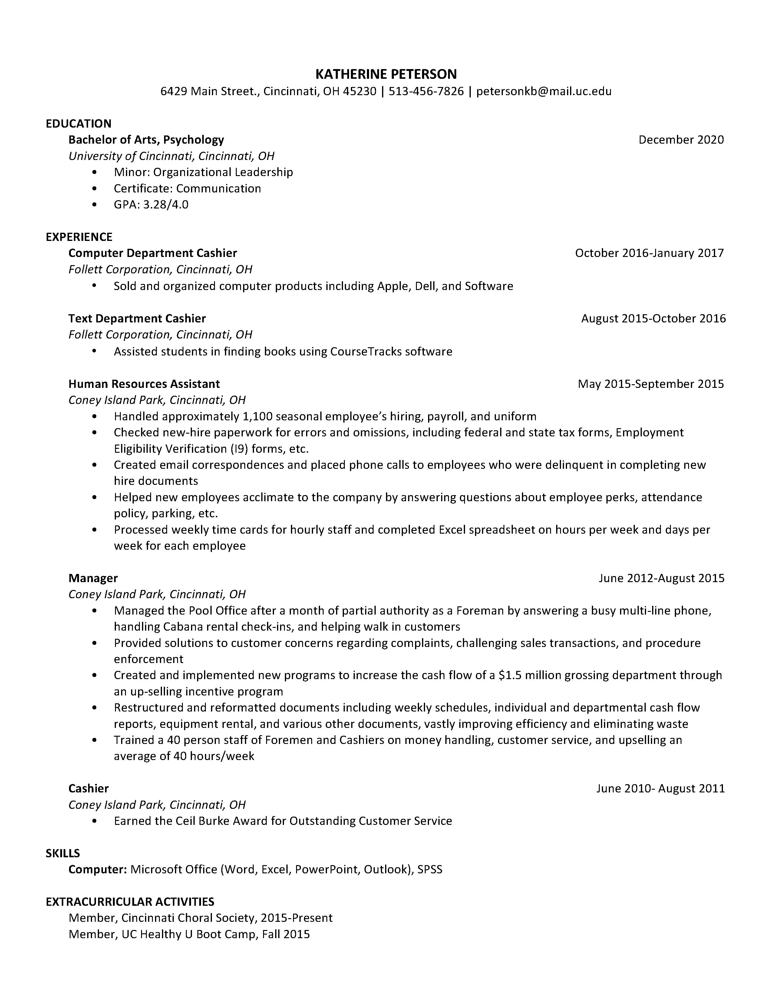 KATHERINE PETERSON
6429 Main Street., Cincinnati, OH 45230 | 513-456-7826 | petersonkb@mail.uc.edu
EDUCATION
Bachelor of Arts, Psychology December 2020
University of Cincinnati, Cincinnati, OH
• Minor: Organizational Leadership
• Certificate: Communication
• GPA: 3.28/4.0
EXPERIENCE
Computer Department Cashier October 2016-January 2017
Follett Corporation, Cincinnati, OH
• Sold and organized computer products including Apple, Dell, and Software
Text Department Cashier August 2015-October 2016
Follett Corporation, Cincinnati, OH
• Assisted students in finding books using CourseTracks software
Human Resources Assistant May 2015-September 2015
Coney Island Park, Cincinnati, OH
• Handled approximately 1,100 seasonal employee’s hiring, payroll, and uniform
• Checked new-hire paperwork for errors and omissions, including federal and state tax forms, Employment
Eligibility Verification (I9) forms, etc.
• Created email correspondences and placed phone calls to employees who were delinquent in completing new
hire documents
• Helped new employees acclimate to the company by answering questions about employee perks, attendance
policy, parking, etc.
• Processed weekly time cards for hourly staff and completed Excel spreadsheet on hours per week and days per
week for each employee
Manager June 2012-August 2015
Coney Island Park, Cincinnati, OH
• Managed the Pool Office after a month of partial authority as a Foreman by answering a busy multi-line phone,
handling Cabana rental check-ins, and helping walk in customers
• Provided solutions to customer concerns regarding complaints, challenging sales transactions, and procedure
enforcement
• Created and implemented new programs to increase the cash flow of a $1.5 million grossing department through
an up-selling incentive program
• Restructured and reformatted documents including weekly schedules, individual and departmental cash flow
reports, equipment rental, and various other documents, vastly improving efficiency and eliminating waste
• Trained a 40 person staff of Foremen and Cashiers on money handling, customer service, and upselling an
average of 40 hours/week
Cashier June 2010- August 2011
Coney Island Park, Cincinnati, OH
• Earned the Ceil Burke Award for Outstanding Customer Service
SKILLS
Computer: Microsoft Office (Word, Excel, PowerPoint, Outlook), SPSS
EXTRACURRICULAR ACTIVITIES
Member, Cincinnati Choral Society, 2015-Present
Member, UC Healthy U Boot Camp, Fall 2015